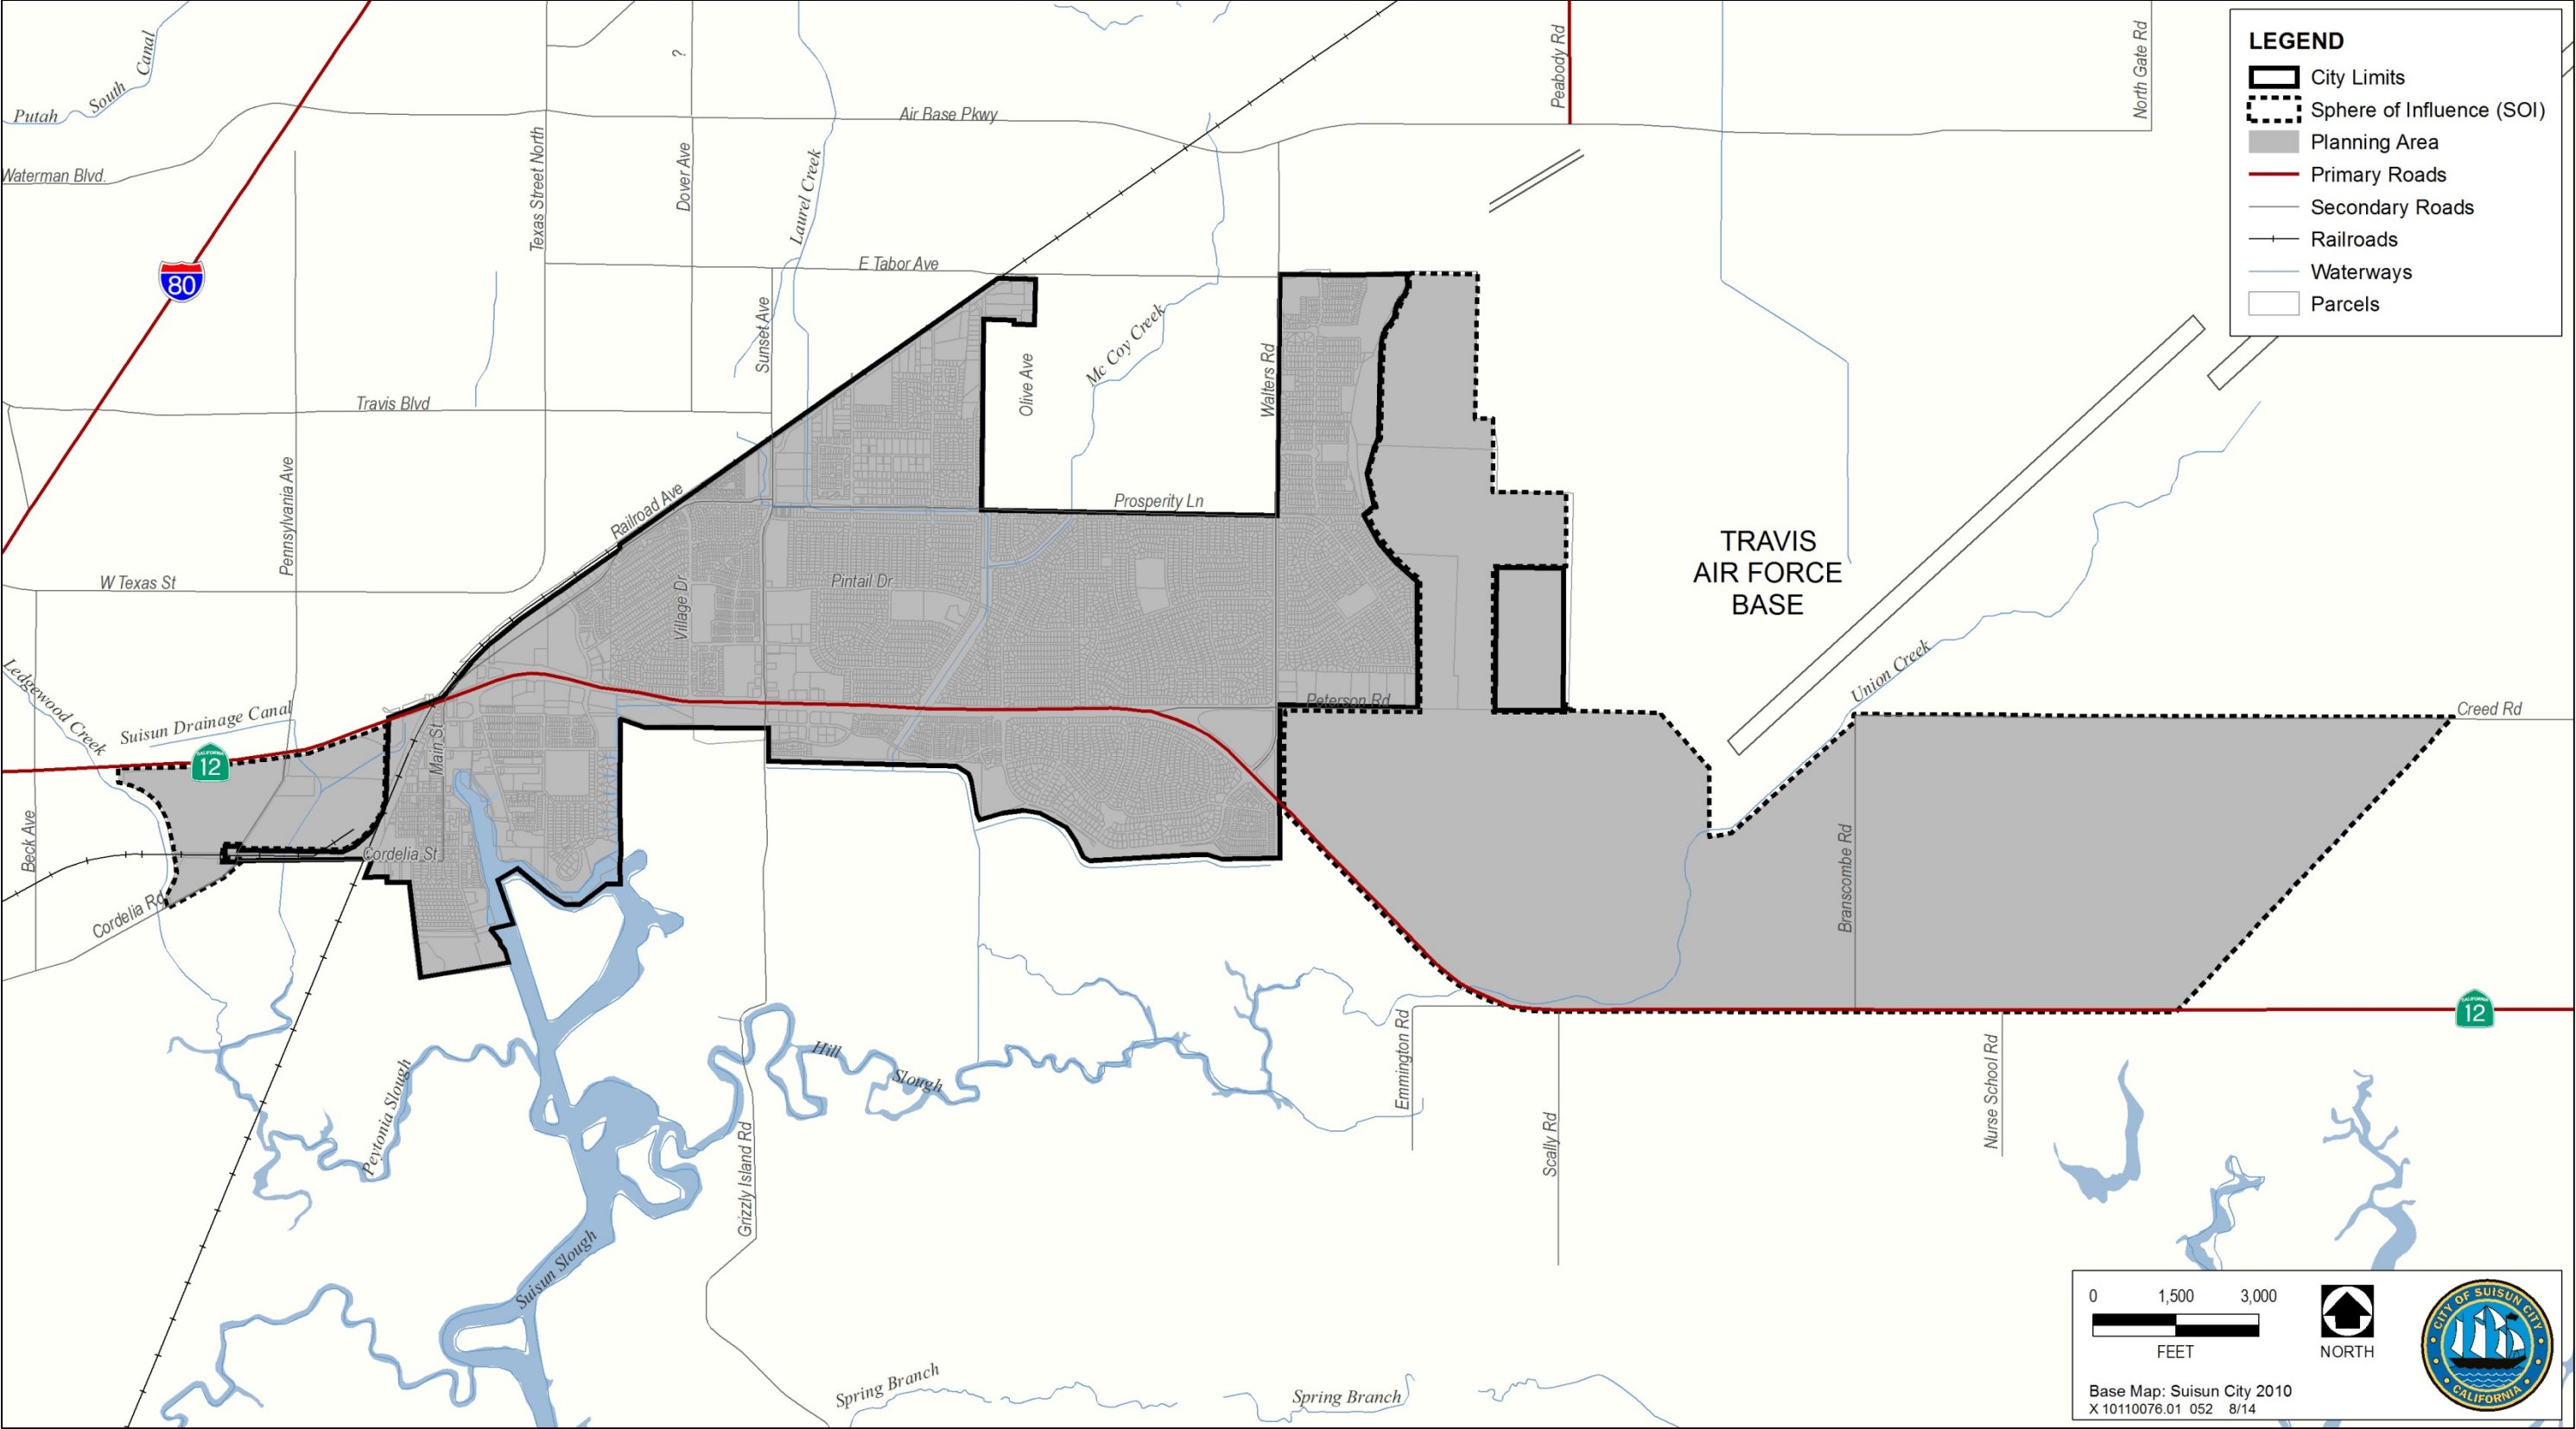 LEGEND
City Limits
Sphere of Influence (SOI)
Planning Area
Primary Roads
Secondary Roads
Railroads
Waterways
Parcels
Putah
South
Canal
Waterman Blvd.
80
Texas Street North
?
Dover Ave
Laurel Creek
Air Base Pkwy
Peabody Rd
North Gate Rd
E Tabor Ave
Sunset Ave
Olive Ave
Mc Coy Creek
Walters Rd
Travis Blvd
Pennsylvania Ave
Railroad Ave
Prosperity Ln
W Texas St
Village Dr
Pintail Dr
TRAVIS
AIR FORCE
BASE
Union Creek
Creed Rd
Ledgewood Creek
Suisun Drainage Canal
CALIFORNIA
12
Main St
Peterson Rd
Beck Ave
Cordelia St
Cordelia Rd
Branscombe Rd
CALIFORNIA
12
Emmington Rd
Scally Rd
Nurse School Rd
Peytonia Slough
Hill
Slough
Grizzly Island Rd
Suisun Slough
Spring Branch
Spring Branch
0 1,500 3,000
FEET
NORTH
CITY OF SUISUN CITY
CALIFORNIA
Base Map: Suisun City 2010
X 10110076.01 052 8/14